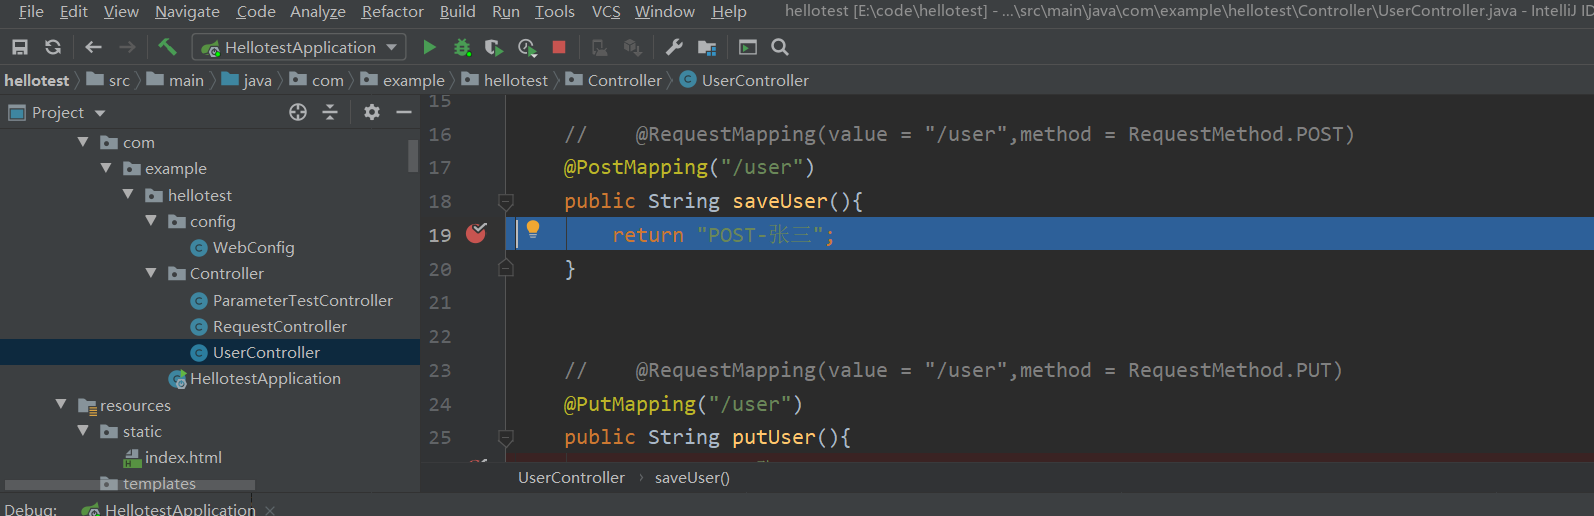 File Edit View Navigate Code Analyze Refactor Build Run Tools VCS Window Help hellotest [E:\code\hellotest] - ...\src\main\java\com\example\hellotest\Controller\UserController.java - IntelliJ ID
HellotestApplication
hellotest src main java com example hellotest Controller UserController
Project
com
example
hellotest
config
WebConfig
Controller
ParameterTestController
RequestController
UserController
HellotestApplication
resources
static
index.html
templates
15
16 // @RequestMapping(value = "/user",method = RequestMethod.POST)
17 @PostMapping("/user")
18 public String saveUser(){
19 return "POST-张三";
20 }
21
22
23 // @RequestMapping(value = "/user",method = RequestMethod.PUT)
24 @PutMapping("/user")
25 public String putUser(){
UserController › saveUser()
Debug: HellotestApplication ×